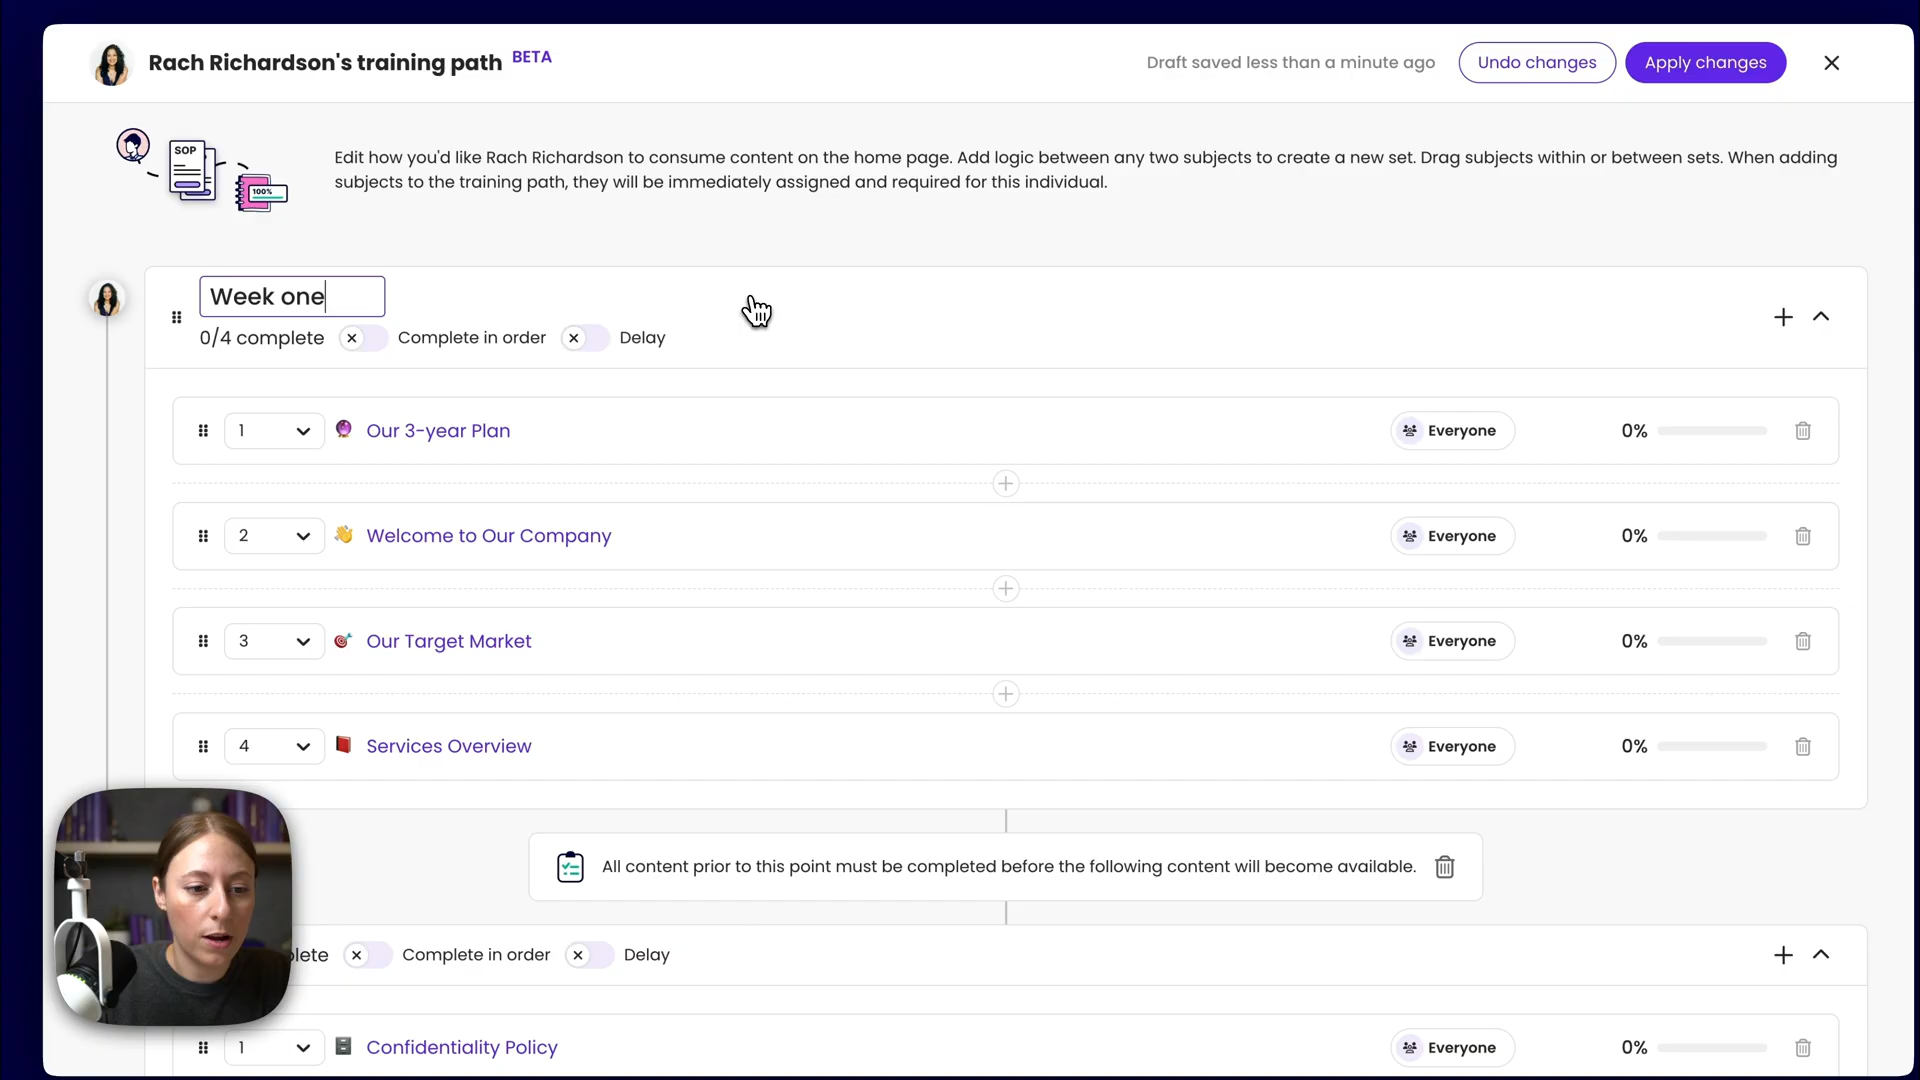 Rach Richardson's training path BETA
Draft saved less than a minute ago
Undo changes
Apply changes
SOP
100%
Edit how you'd like Rach Richardson to consume content on the home page. Add logic between any two subjects to create a new set. Drag subjects within or between sets. When adding
subjects to the training path, they will be immediately assigned and required for this individual.
Week one
0/4 complete Complete in order Delay
1 Our 3-year Plan Everyone 0%
2 Welcome to Our Company Everyone 0%
3 Our Target Market Everyone 0%
4 Services Overview Everyone 0%
All content prior to this point must be completed before the following content will become available.
lete Complete in order Delay
1 Confidentiality Policy Everyone 0%